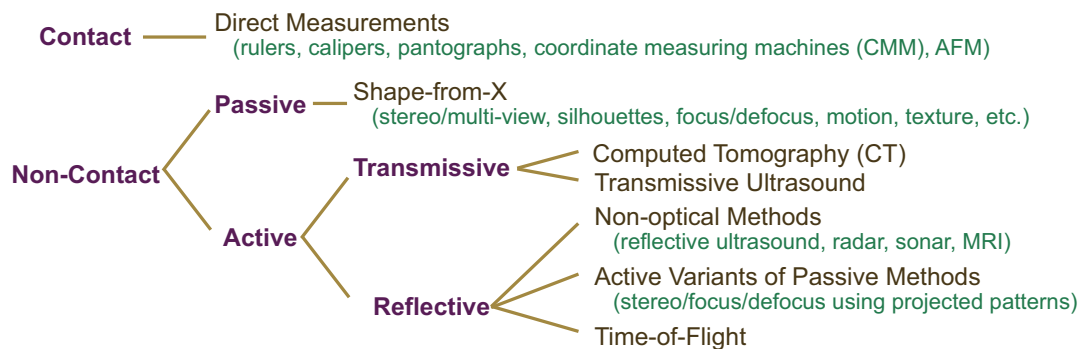 Contact
Direct Measurements
(rulers, calipers, pantographs, coordinate measuring machines (CMM), AFM)
Non-Contact
Passive
Shape-from-X
(stereo/multi-view, silhouettes, focus/defocus, motion, texture, etc.)
Active
Transmissive
Computed Tomography (CT)
Transmissive Ultrasound
Reflective
Non-optical Methods
(reflective ultrasound, radar, sonar, MRI)
Active Variants of Passive Methods
(stereo/focus/defocus using projected patterns)
Time-of-Flight